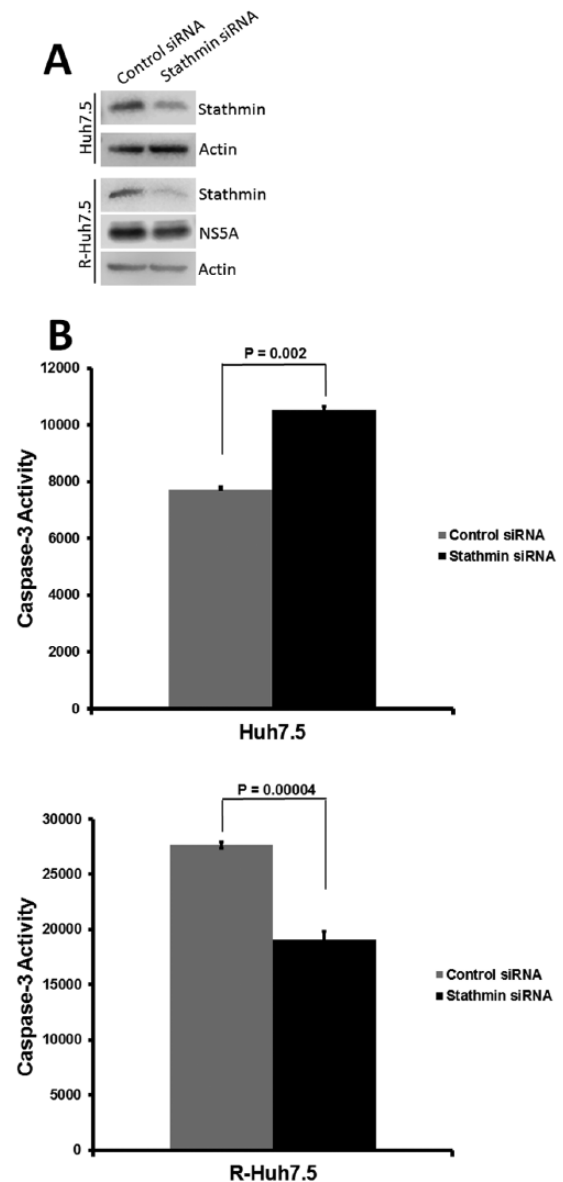 A
Control siRNA
Stathmin siRNA
Huh7.5
Stathmin
Actin
R-Huh7.5
Stathmin
NS5A
Actin
B
P = 0.002
12000
10000
8000
6000
4000
2000
0
Caspase-3 Activity
Control siRNA
Stathmin siRNA
Huh7.5
P = 0.00004
30000
25000
20000
15000
10000
5000
0
Caspase-3 Activity
Control siRNA
Stathmin siRNA
R-Huh7.5